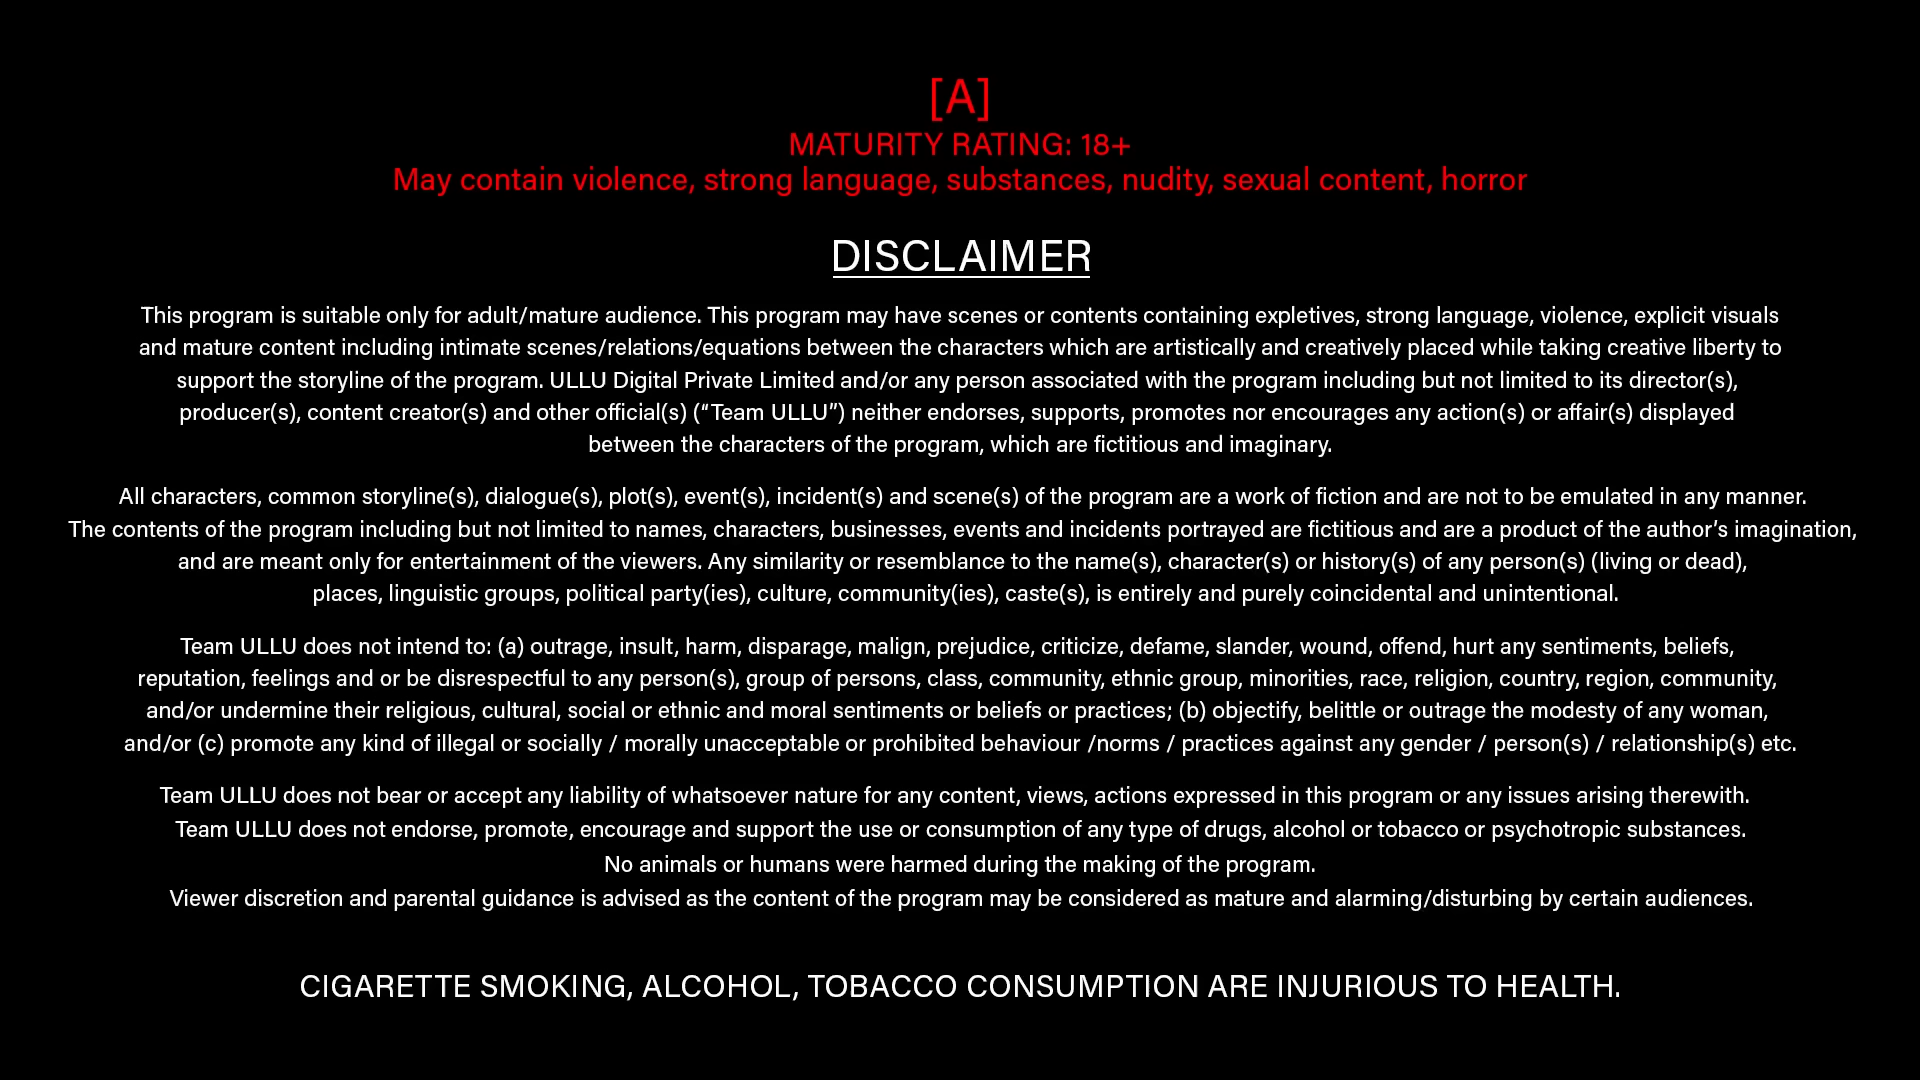 [A]
MATURITY RATING: 18+
May contain violence, strong language, substances, nudity, sexual content, horror
DISCLAIMER
This program is suitable only for adult/mature audience. This program may have scenes or contents containing expletives, strong language, violence, explicit visuals
and mature content including intimate scenes/relations/equations between the characters which are artistically and creatively placed while taking creative liberty to
support the storyline of the program. ULLU Digital Private Limited and/or any person associated with the program including but not limited to its director(s),
producer(s), content creator(s) and other official(s) (“Team ULLU”) neither endorses, supports, promotes nor encourages any action(s) or affair(s) displayed
between the characters of the program, which are fictitious and imaginary.
All characters, common storyline(s), dialogue(s), plot(s), event(s), incident(s) and scene(s) of the program are a work of fiction and are not to be emulated in any manner.
The contents of the program including but not limited to names, characters, businesses, events and incidents portrayed are fictitious and are a product of the author’s imagination,
and are meant only for entertainment of the viewers. Any similarity or resemblance to the name(s), character(s) or history(s) of any person(s) (living or dead),
places, linguistic groups, political party(ies), culture, community(ies), caste(s), is entirely and purely coincidental and unintentional.
Team ULLU does not intend to: (a) outrage, insult, harm, disparage, malign, prejudice, criticize, defame, slander, wound, offend, hurt any sentiments, beliefs,
reputation, feelings and or be disrespectful to any person(s), group of persons, class, community, ethnic group, minorities, race, religion, country, region, community,
and/or undermine their religious, cultural, social or ethnic and moral sentiments or beliefs or practices; (b) objectify, belittle or outrage the modesty of any woman,
and/or (c) promote any kind of illegal or socially / morally unacceptable or prohibited behaviour /norms / practices against any gender / person(s) / relationship(s) etc.
Team ULLU does not bear or accept any liability of whatsoever nature for any content, views, actions expressed in this program or any issues arising therewith.
Team ULLU does not endorse, promote, encourage and support the use or consumption of any type of drugs, alcohol or tobacco or psychotropic substances.
No animals or humans were harmed during the making of the program.
Viewer discretion and parental guidance is advised as the content of the program may be considered as mature and alarming/disturbing by certain audiences.
CIGARETTE SMOKING, ALCOHOL, TOBACCO CONSUMPTION ARE INJURIOUS TO HEALTH.